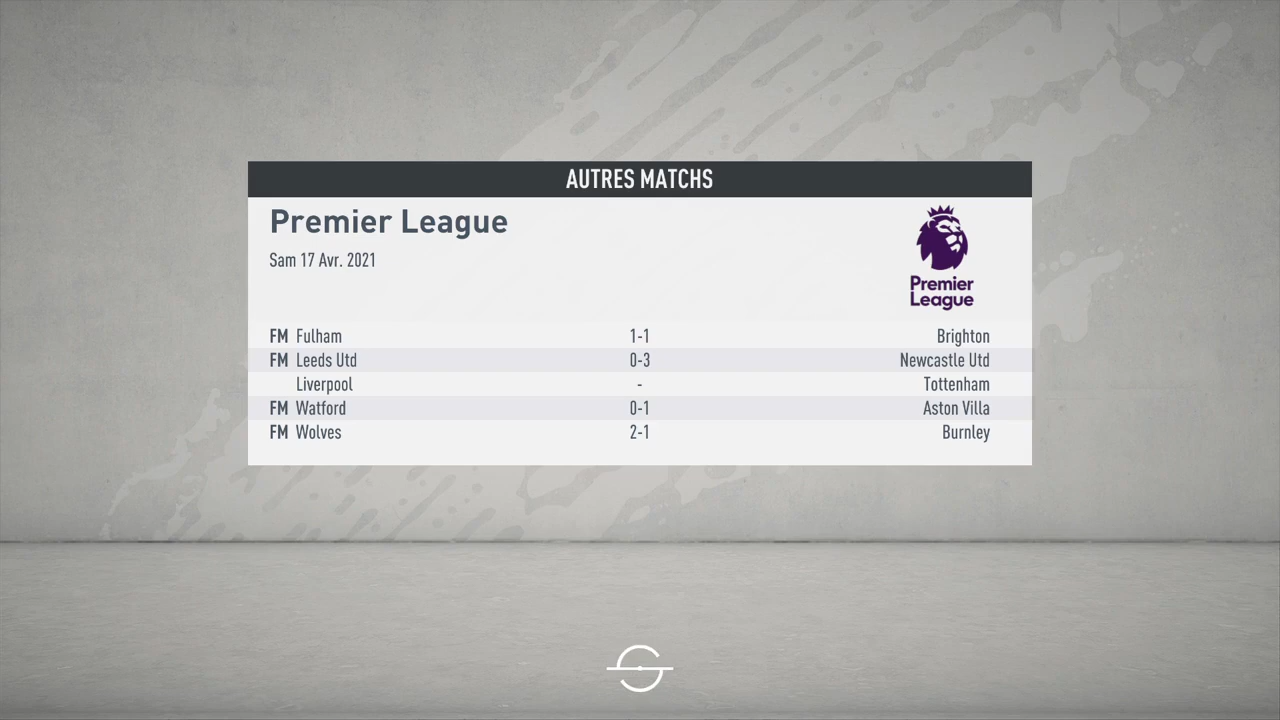 AUTRES MATCHS
Premier League
Sam 17 Avr. 2021
Premier
League
FM Fulham 1-1 Brighton
FM Leeds Utd 0-3 Newcastle Utd
Liverpool - Tottenham
FM Watford 0-1 Aston Villa
FM Wolves 2-1 Burnley